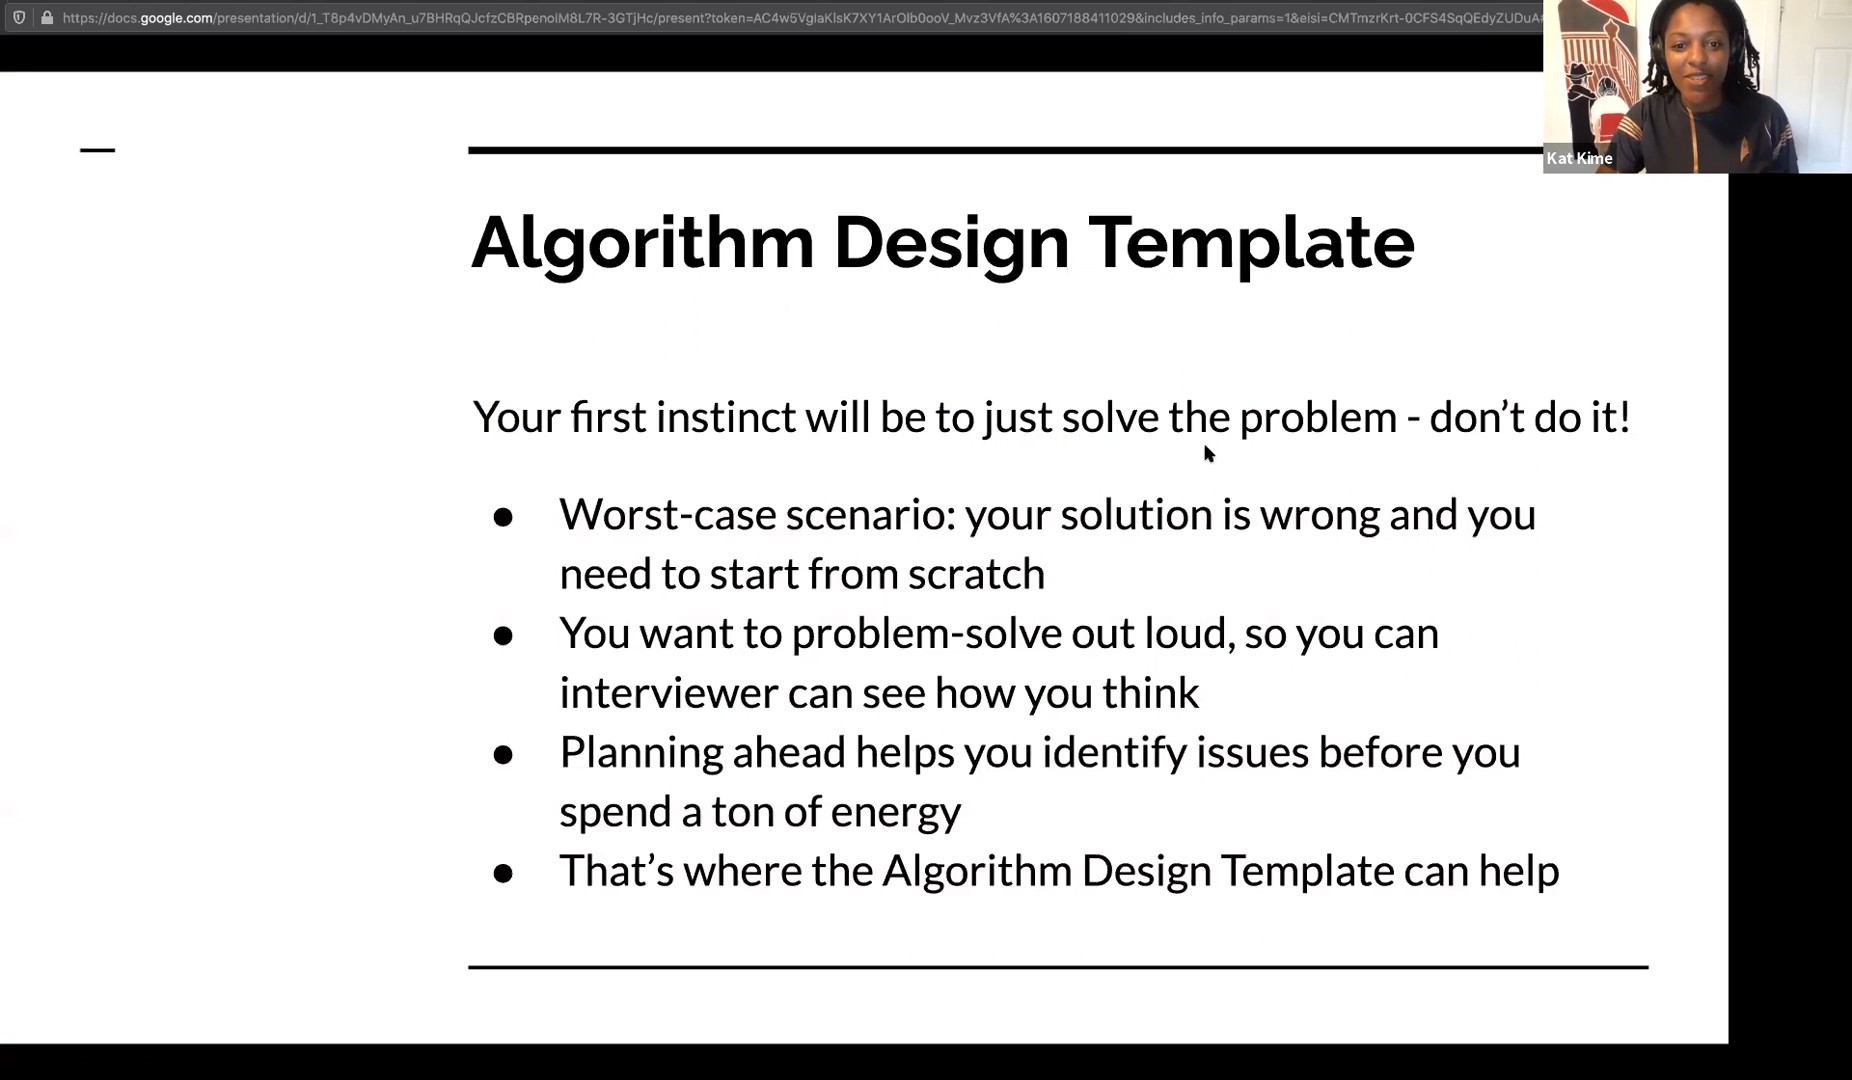 Kat Kime
Algorithm Design Template
Your first instinct will be to just solve the problem - don’t do it!
● Worst-case scenario: your solution is wrong and you
need to start from scratch
● You want to problem-solve out loud, so you can
interviewer can see how you think
● Planning ahead helps you identify issues before you
spend a ton of energy
● That’s where the Algorithm Design Template can help